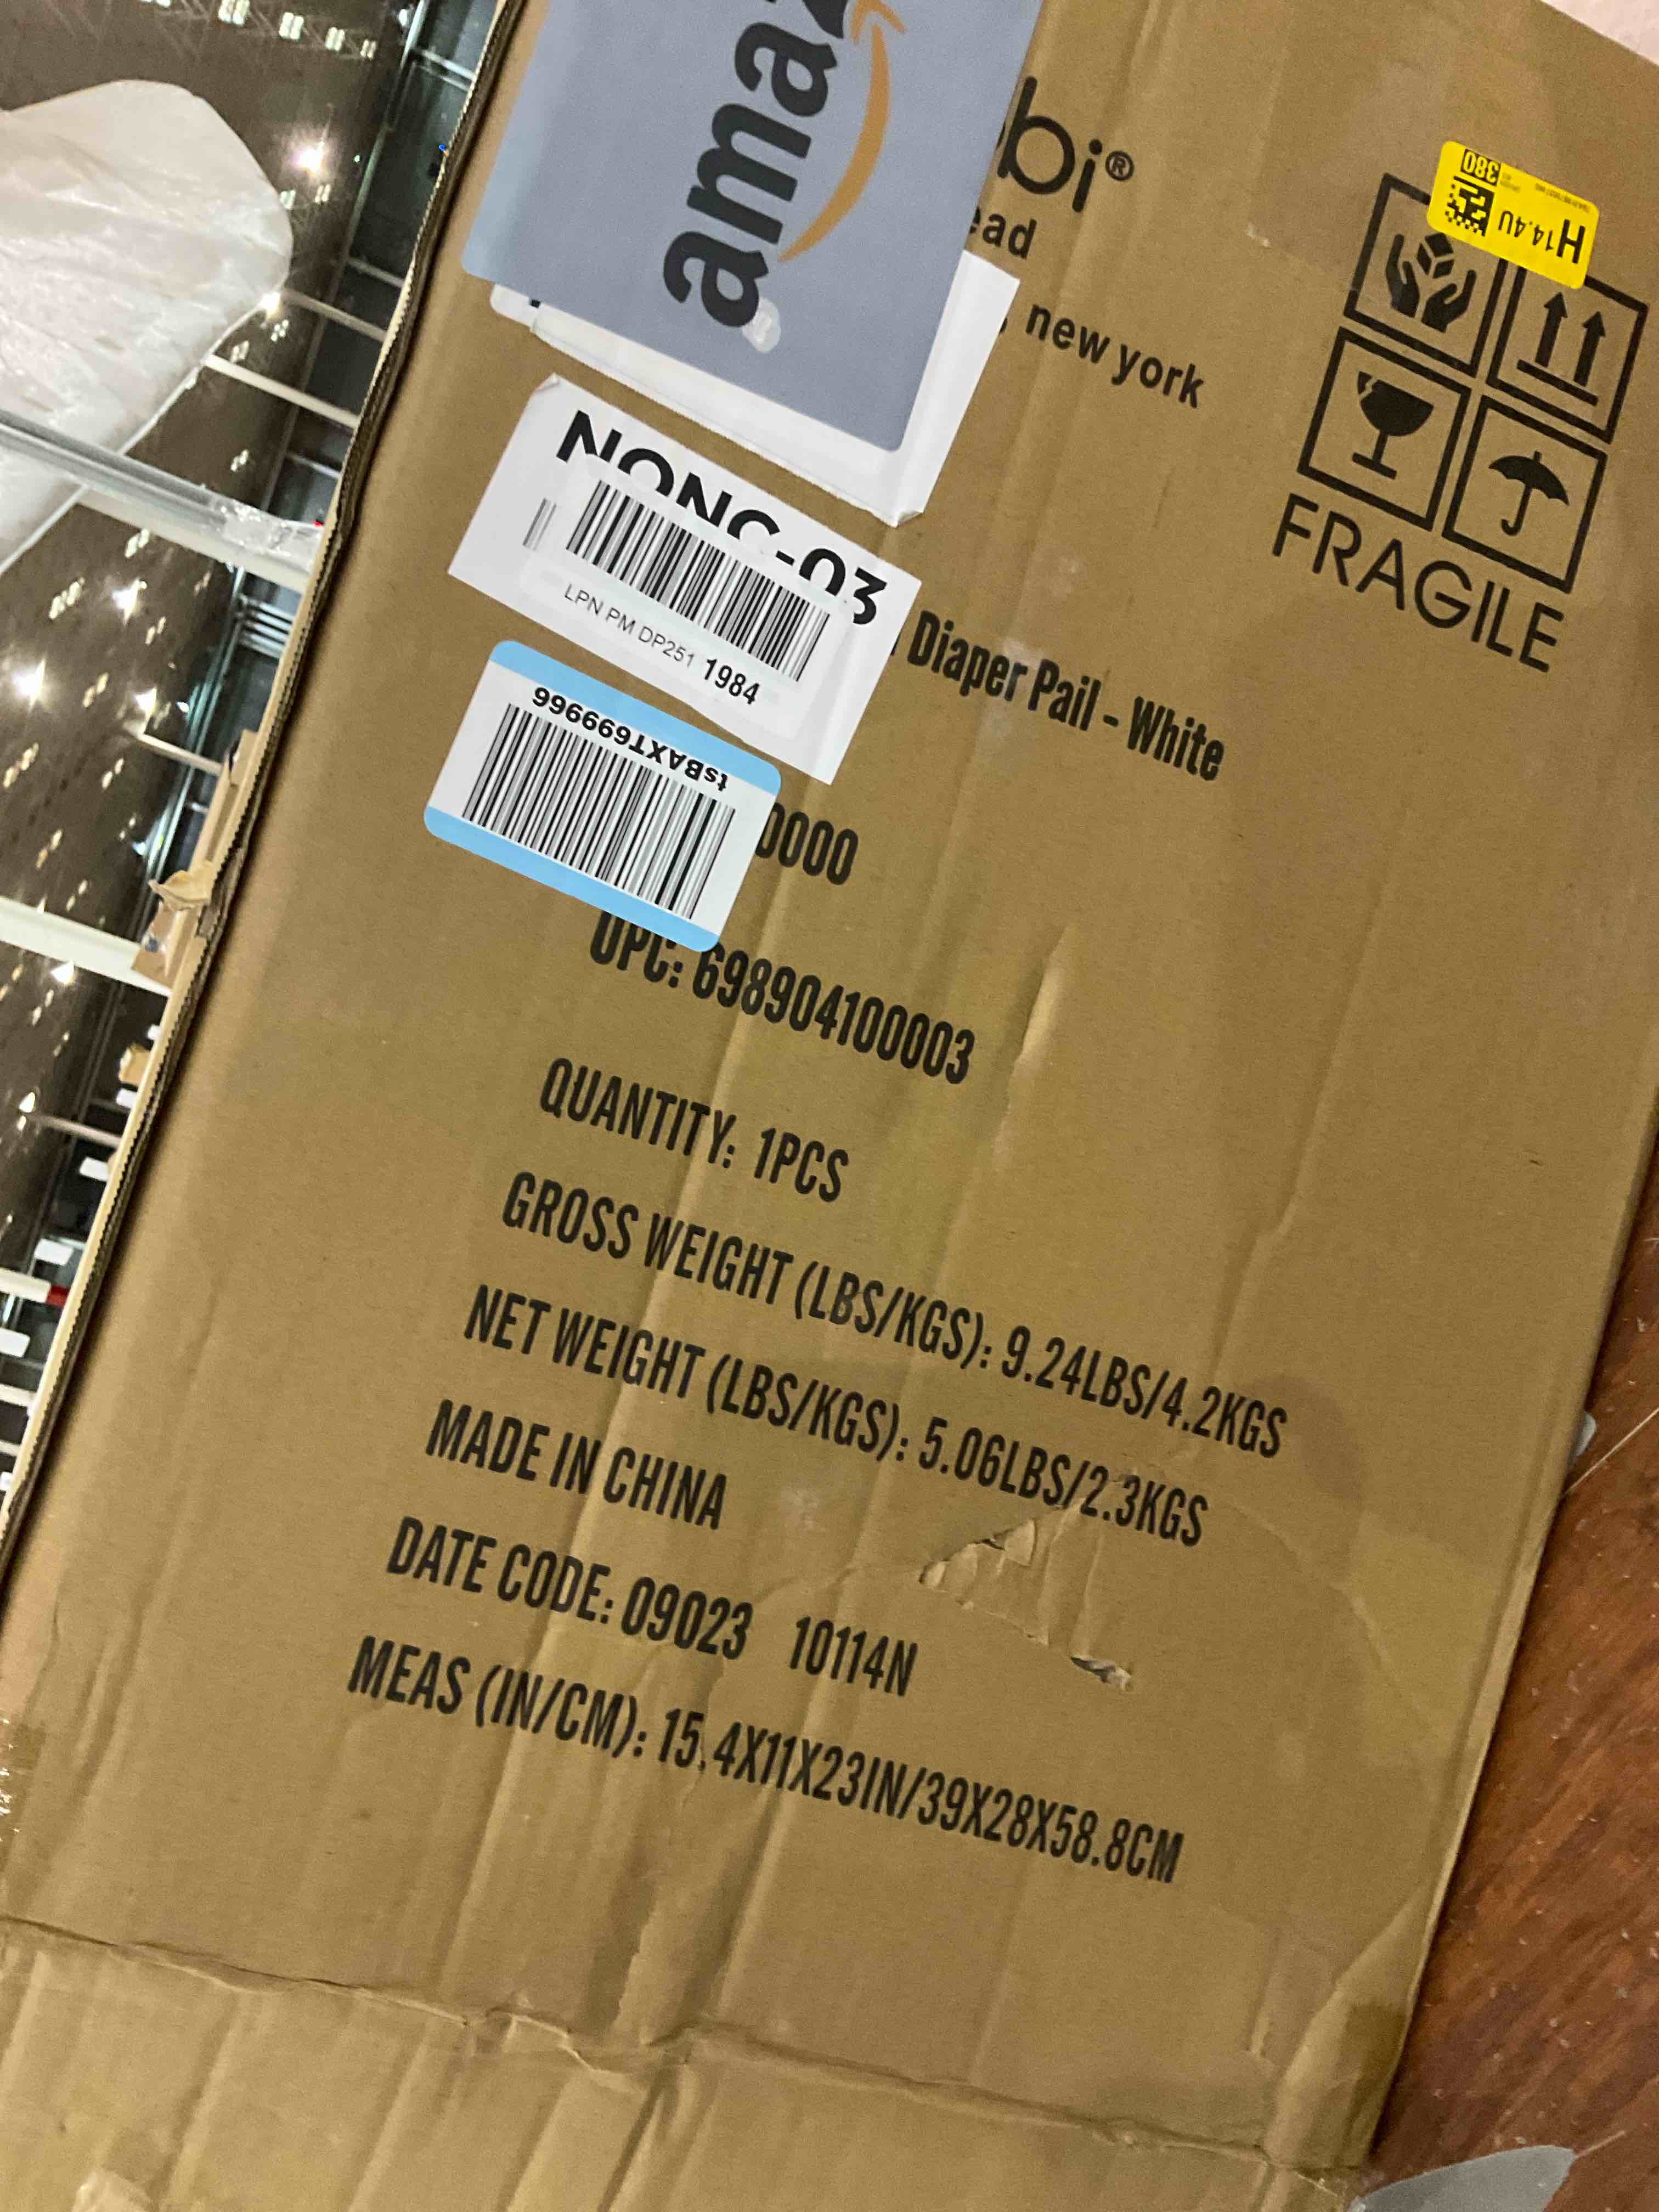 ama
bi®
ead
new york
380
H 14.4U
FRAGILE
NONC-03
LPN PM DP251 1984
Diaper Pail - White
tsBAXT699966
0000
UPC: 698904100003
QUANTITY: 1PCS
GROSS WEIGHT (LBS/KGS): 9.24LBS/4.2KGS
NET WEIGHT (LBS/KGS): 5.06LBS/2.3KGS
MADE IN CHINA
DATE CODE: 09023 10114N
MEAS (IN/CM): 15.4X11X23IN/39X28X58.8CM